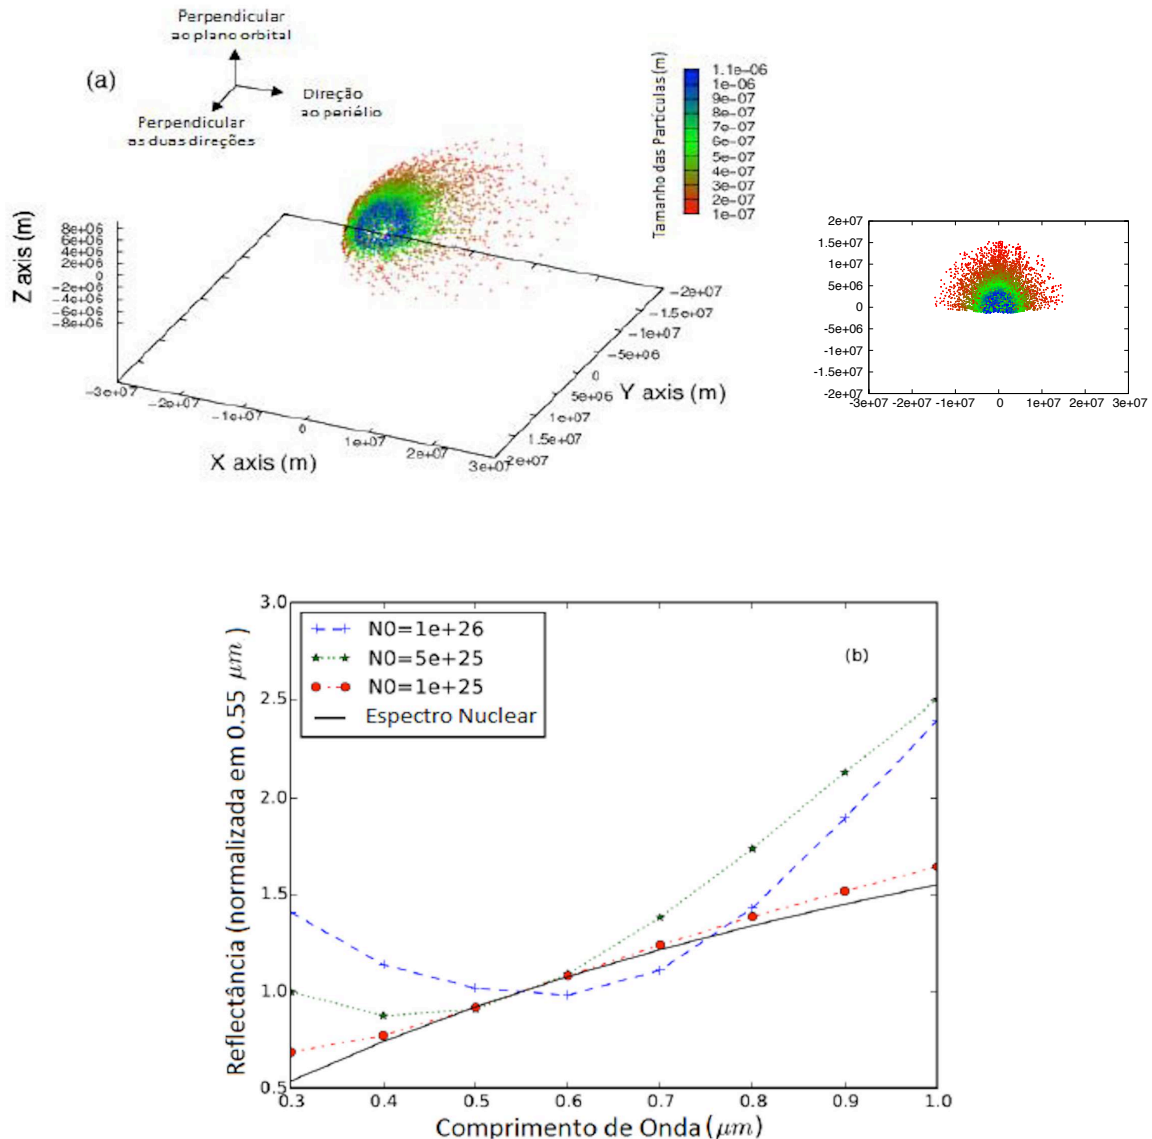 Perpendicular
ao plano orbital
(a)
Direção
ao periélio
Perpendicular
as duas direções
Tamanho das Partículas (m)
1.1e-06
1e-06
9e-07
8e-07
7e-07
6e-07
5e-07
4e-07
3e-07
2e-07
1e-07
Z axis (m)
8e+06
6e+06
4e+06
2e+06
0
-2e+06
-4e+06
-6e+06
-8e+06
-3e+07
-2e+07
-1e+07
0
1e+07
2e+07
3e+07
X axis (m)
-2e+07
-1.5e+07
-1e+07
-5e+06
0
5e+06
1e+07
1.5e+07
2e+07
Y axis (m)
2e+07
1.5e+07
1e+07
5e+06
0
-5e+06
-1e+07
-1.5e+07
-2e+07
-3e+07 -2e+07 -1e+07 0 1e+07 2e+07 3e+07
Reflectância (normalizada em 0.55 μm )
3.0
2.5
2.0
1.5
1.0
0.5
N0=1e+26
N0=5e+25
N0=1e+25
Espectro Nuclear
(b)
0.3 0.4 0.5 0.6 0.7 0.8 0.9 1.0
Comprimento de Onda (μm)